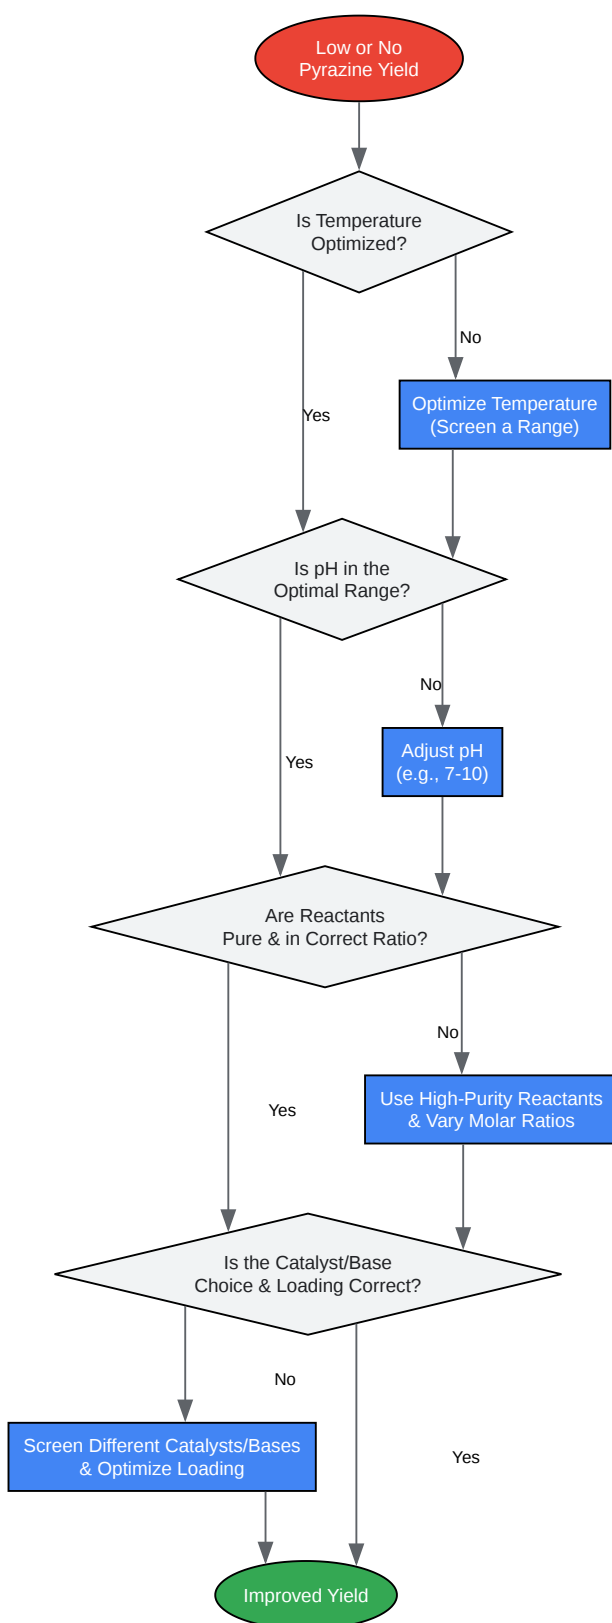 Low or No
Pyrazine Yield
Is Temperature
Optimized?
No
Optimize Temperature
(Screen a Range)
Yes
Is pH in the
Optimal Range?
No
Adjust pH
(e.g., 7-10)
Yes
Are Reactants
Pure & in Correct Ratio?
No
Use High-Purity Reactants
& Vary Molar Ratios
Yes
Is the Catalyst/Base
Choice & Loading Correct?
No
Screen Different Catalysts/Bases
& Optimize Loading
Yes
Improved Yield